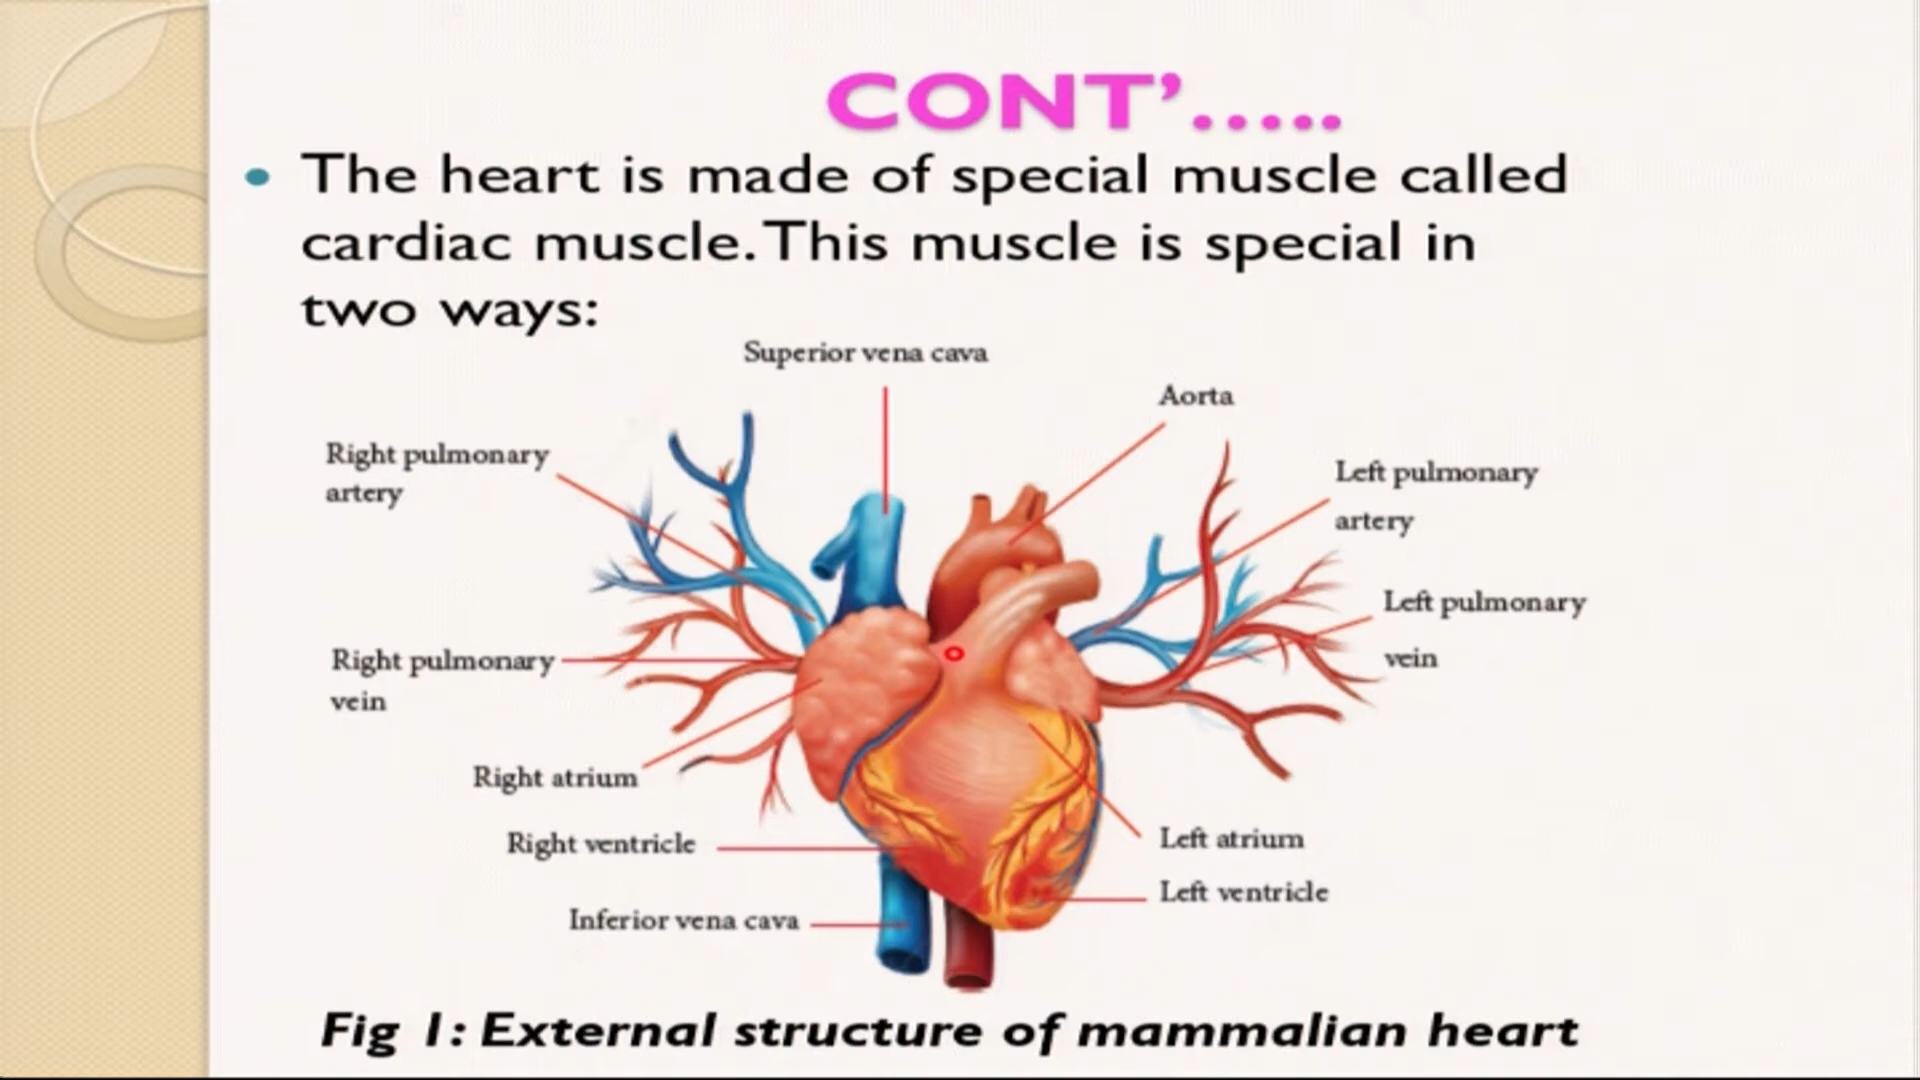 CONT’.....
• The heart is made of special muscle called
cardiac muscle. This muscle is special in
two ways:
Superior vena cava
Aorta
Right pulmonary
artery
Left pulmonary
artery
Left pulmonary
vein
Right pulmonary
vein
Right atrium
Right ventricle
Left atrium
Left ventricle
Inferior vena cava
Fig 1: External structure of mammalian heart